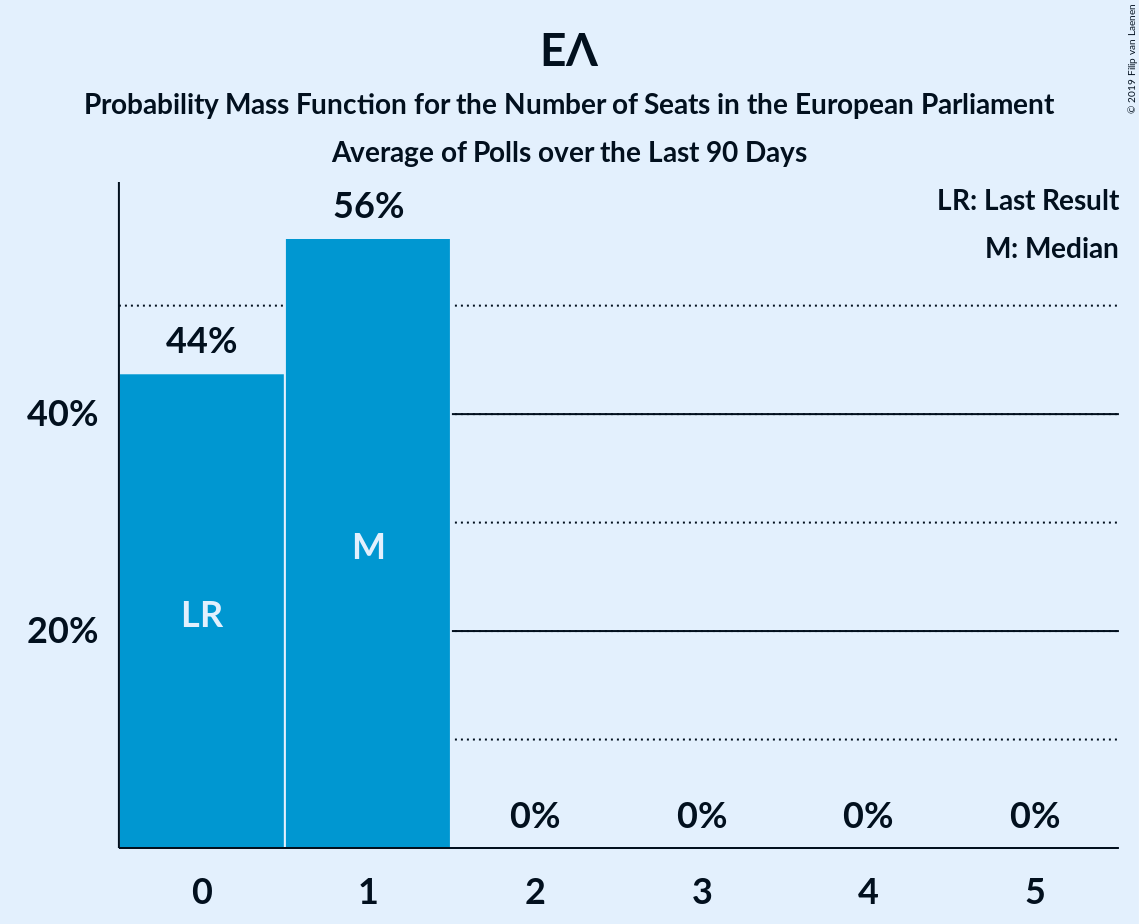 ΕΛ
Probability Mass Function for the Number of Seats in the European Parliament
Average of Polls over the Last 90 Days
© 2019 Filip van Laenen
LR: Last Result
M: Median
56%
44%
40%
20%
M
LR
0%
0%
0%
0%
0
1
2
3
4
5